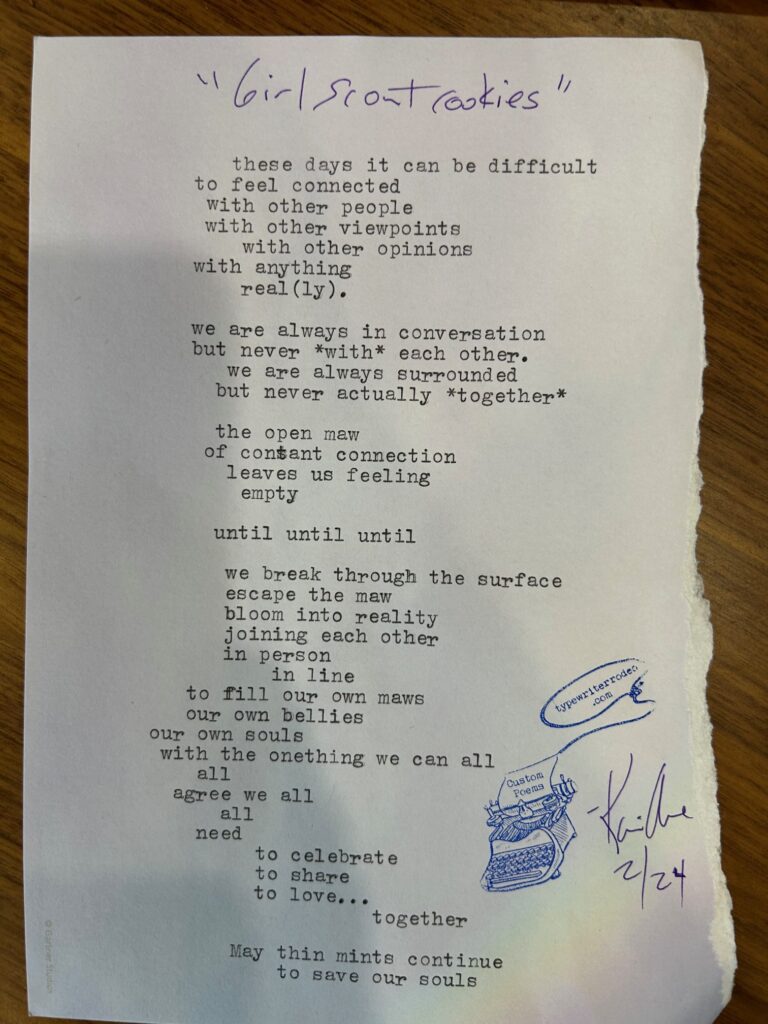 "Girl Scout cookies"
these days it can be difficult
to feel connected
with other people
with other viewpoints
with other opinions
with anything
real(ly).
we are always in conversation
but never *with* each other.
we are always surrounded
but never actually *together*
the open maw
of constant connection
leaves us feeling
empty
until until until
we break through the surface
escape the maw
bloom into reality
joining each other
in person
in line
to fill our own maws
our own bellies
our own souls
with the onething we can all
all
agree we all
all
need
to celebrate
to share
to love...
together
May thin mints continue
to save our souls
typewriterrodeo
.com
Custom
Poems
2/24